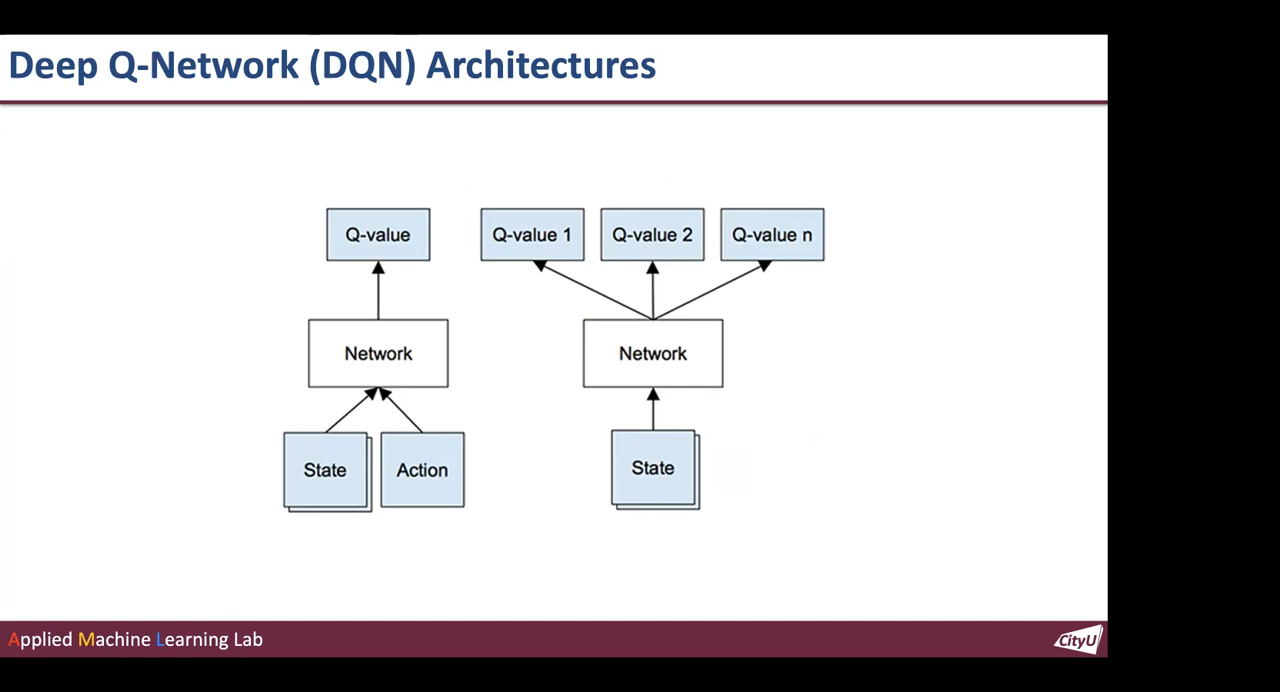 Deep Q-Network (DQN) Architectures
Q-value
Q-value 1
Q-value 2
Q-value n
Network
Network
State
Action
State
Applied Machine Learning Lab
CityU